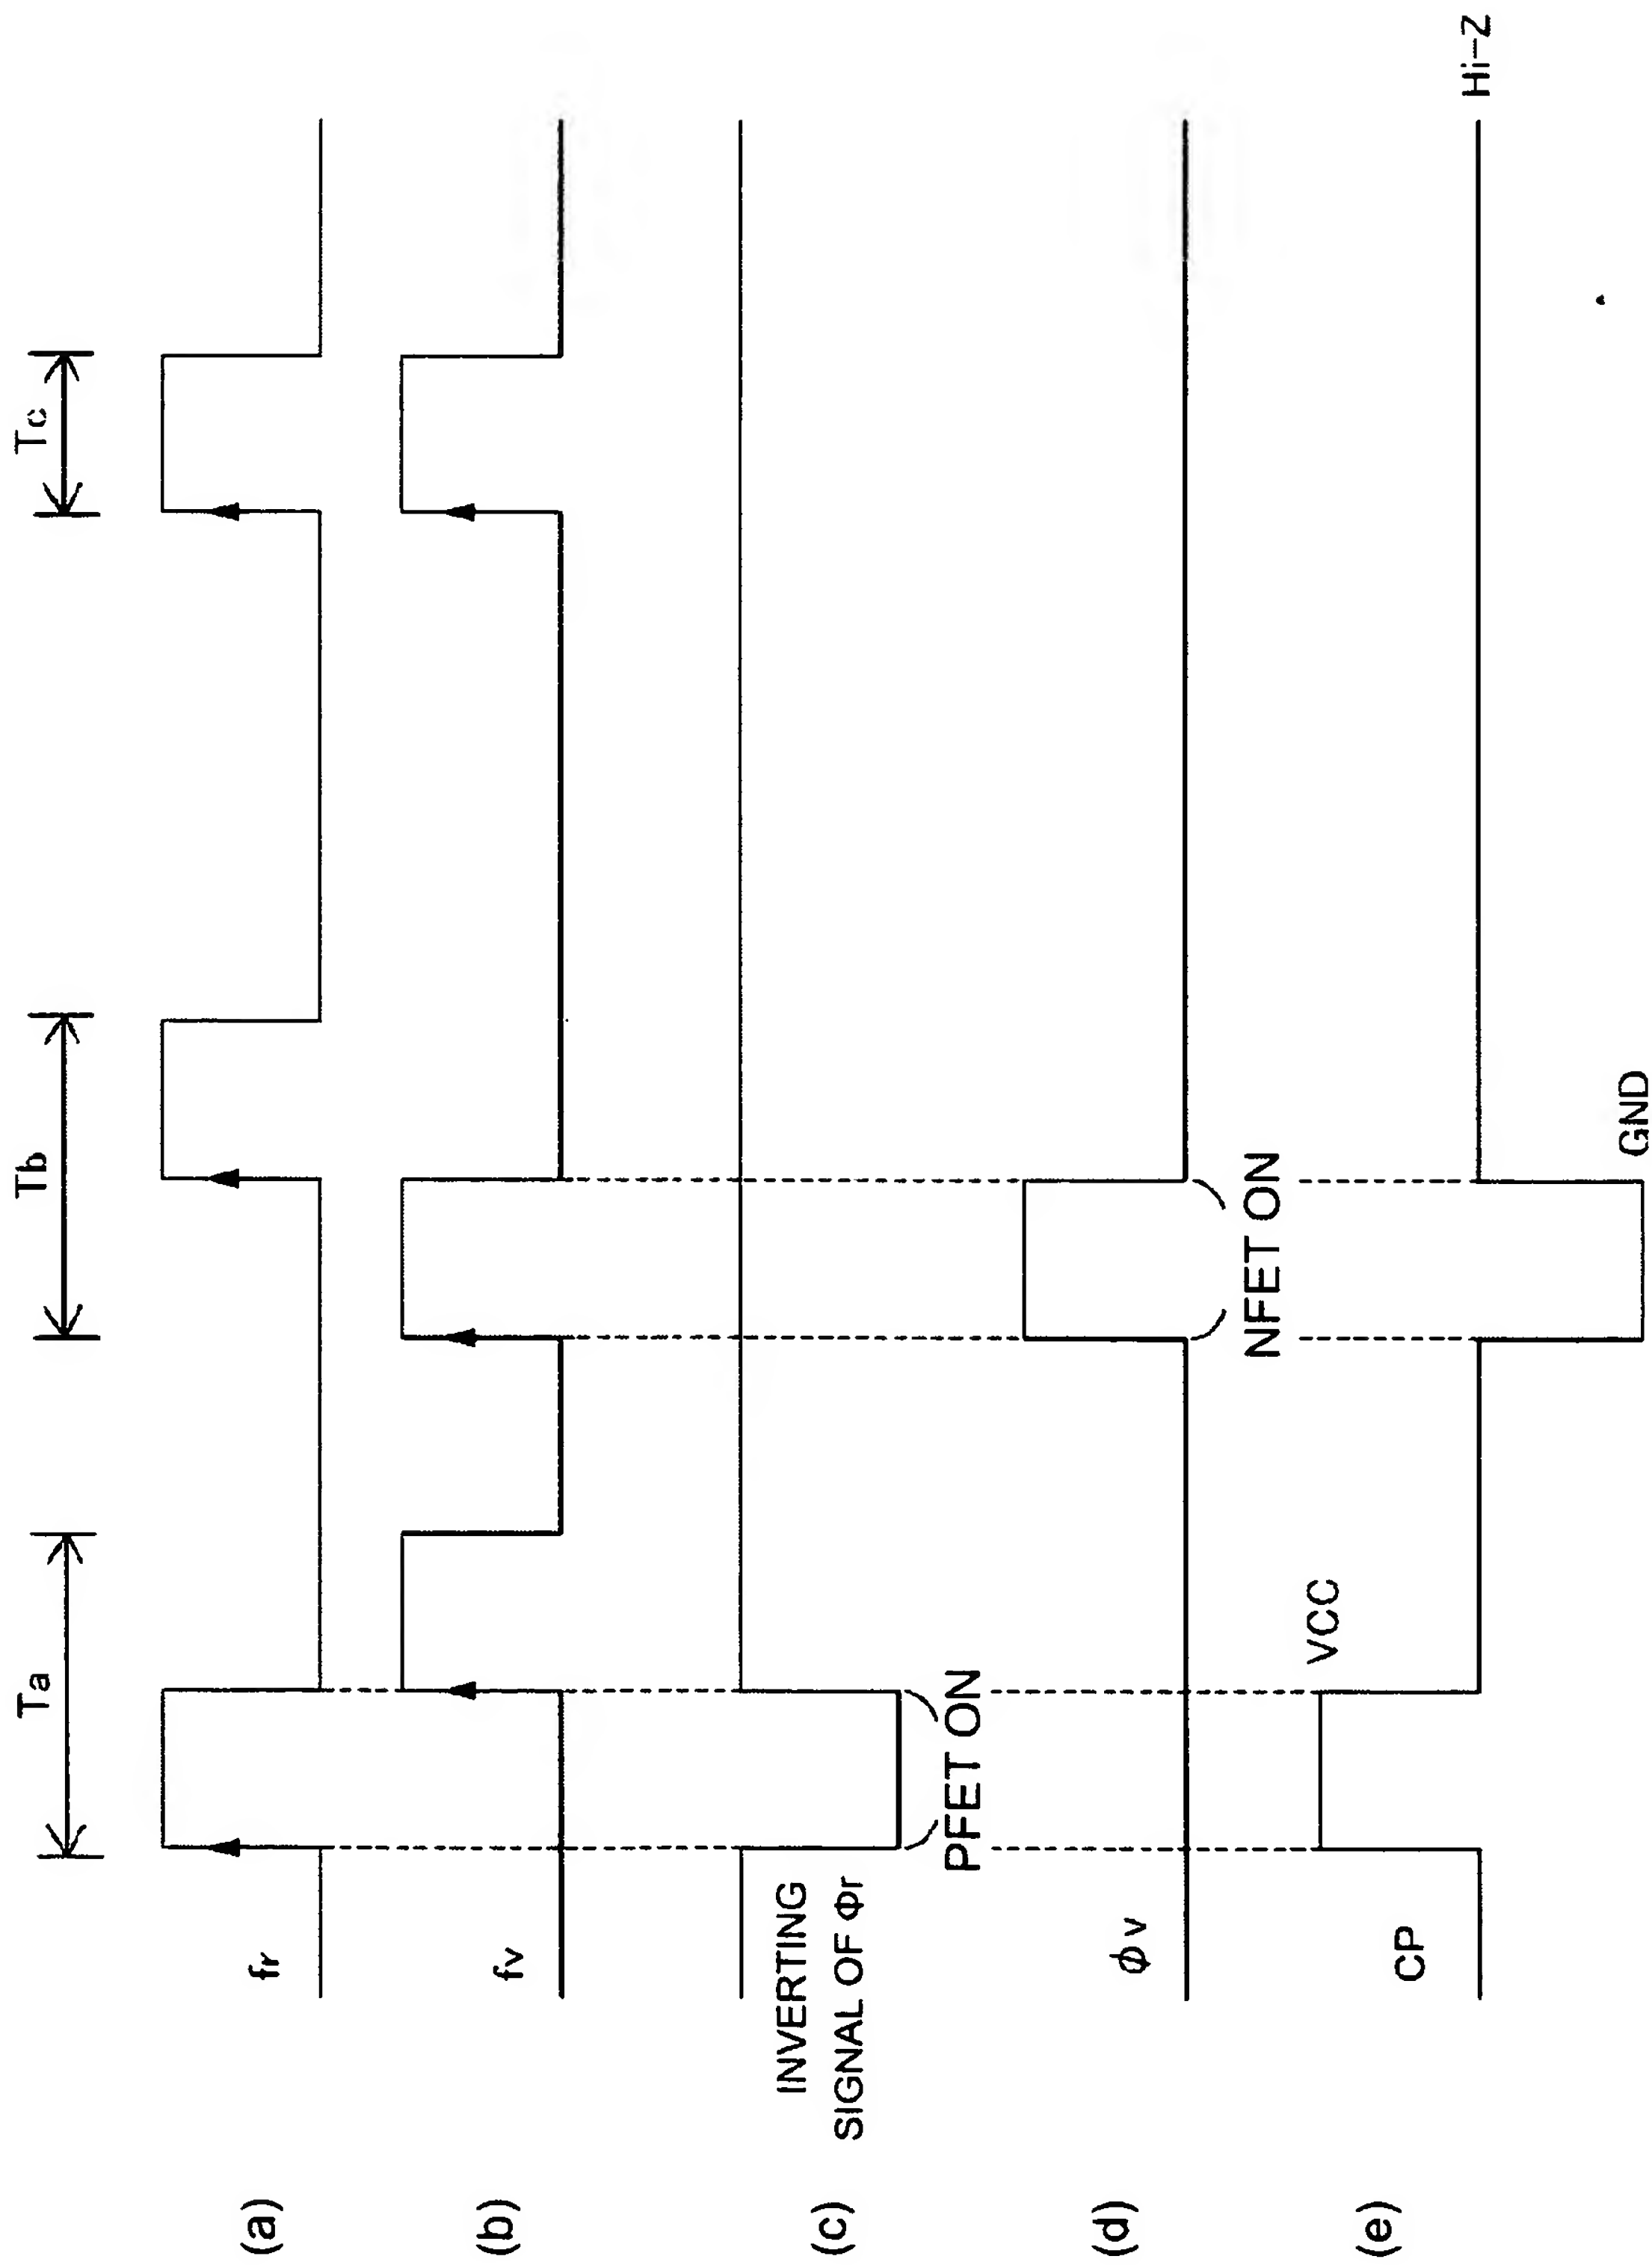 Ta
Tb
Tc
(a)
fr
(b)
fv
(c)
INVERTING
SIGNAL OF Φr
PFET ON
(d)
ϕv
NFET ON
(e)
CP
VCC
GND
Hi-Z